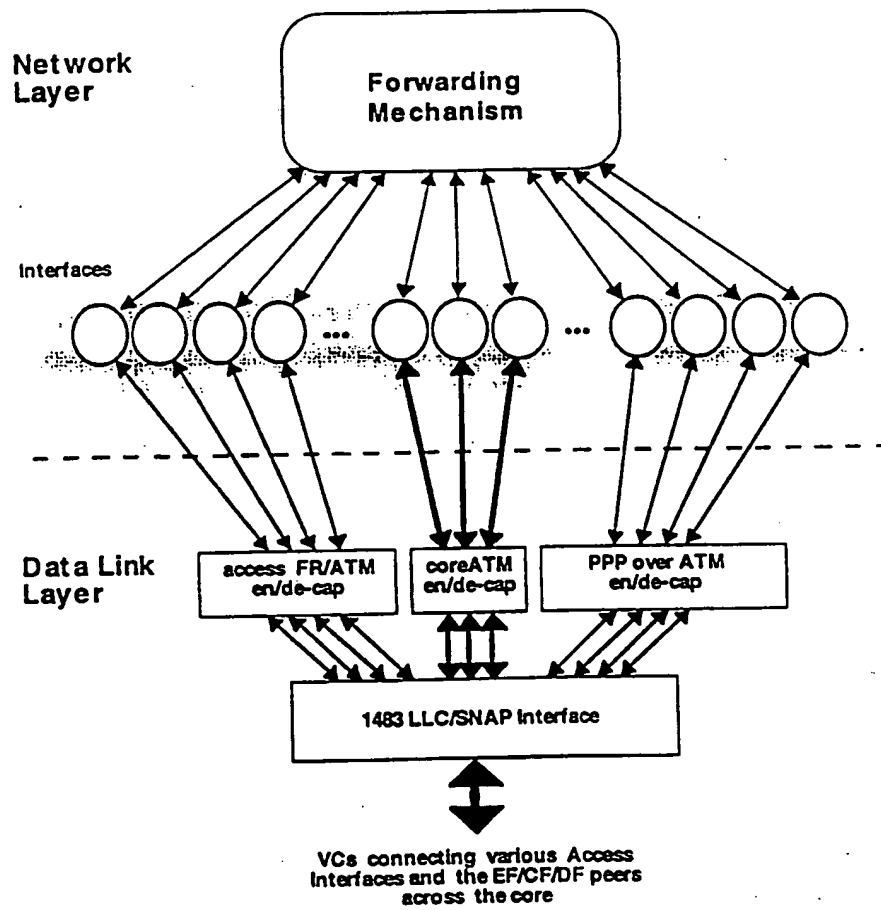 Network
Layer
Forwarding
Mechanism
Interfaces
...
...
Data Link
Layer
access FR/ATM
en/de-cap
coreATM
en/de-cap
PPP over ATM
en/de-cap
1483 LLC/SNAP Interface
VCs connecting various Access
Interfaces and the EF/CF/DF peers
across the core